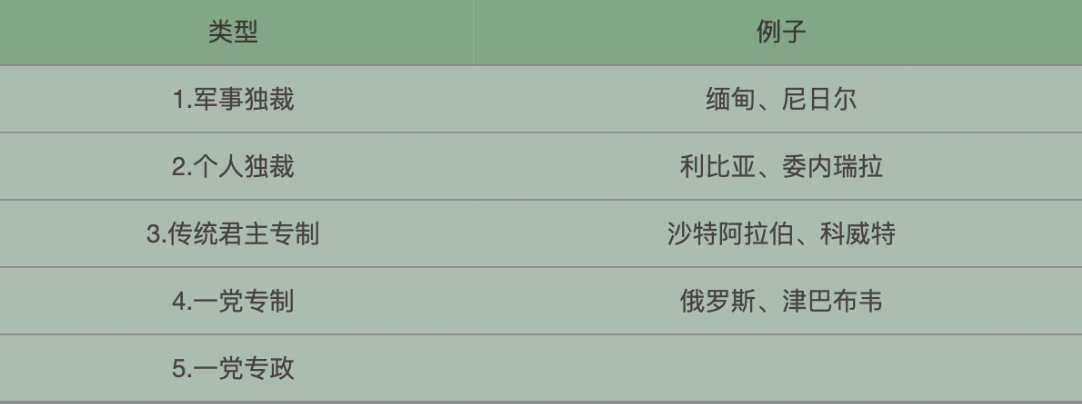 类型 例子
1.军事独裁 缅甸、尼日尔
2.个人独裁 利比亚、委内瑞拉
3.传统君主专制 沙特阿拉伯、科威特
4.一党专制 俄罗斯、津巴布韦
5.一党专政